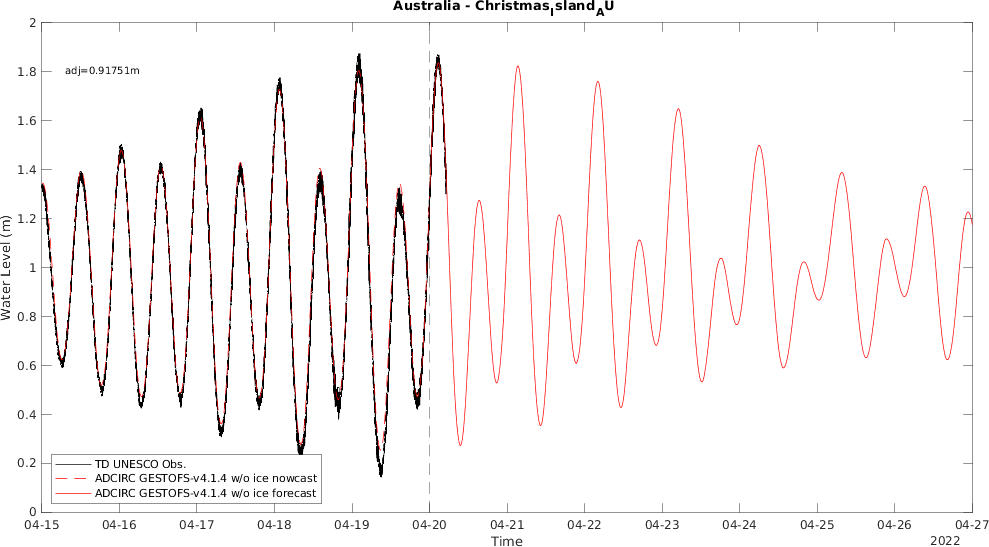 Australia - ChristmasIslandAU
2
1.8
adj=0.91751m
1.6
1.4
1.2
1
0.8
0.6
0.4
0.2
0
Water Level (m)
TD UNESCO Obs.
ADCIRC GESTOFS-v4.1.4 w/o ice nowcast
ADCIRC GESTOFS-v4.1.4 w/o ice forecast
04-15 04-16 04-17 04-18 04-19 04-20 04-21 04-22 04-23 04-24 04-25 04-26 04-27
Time
2022